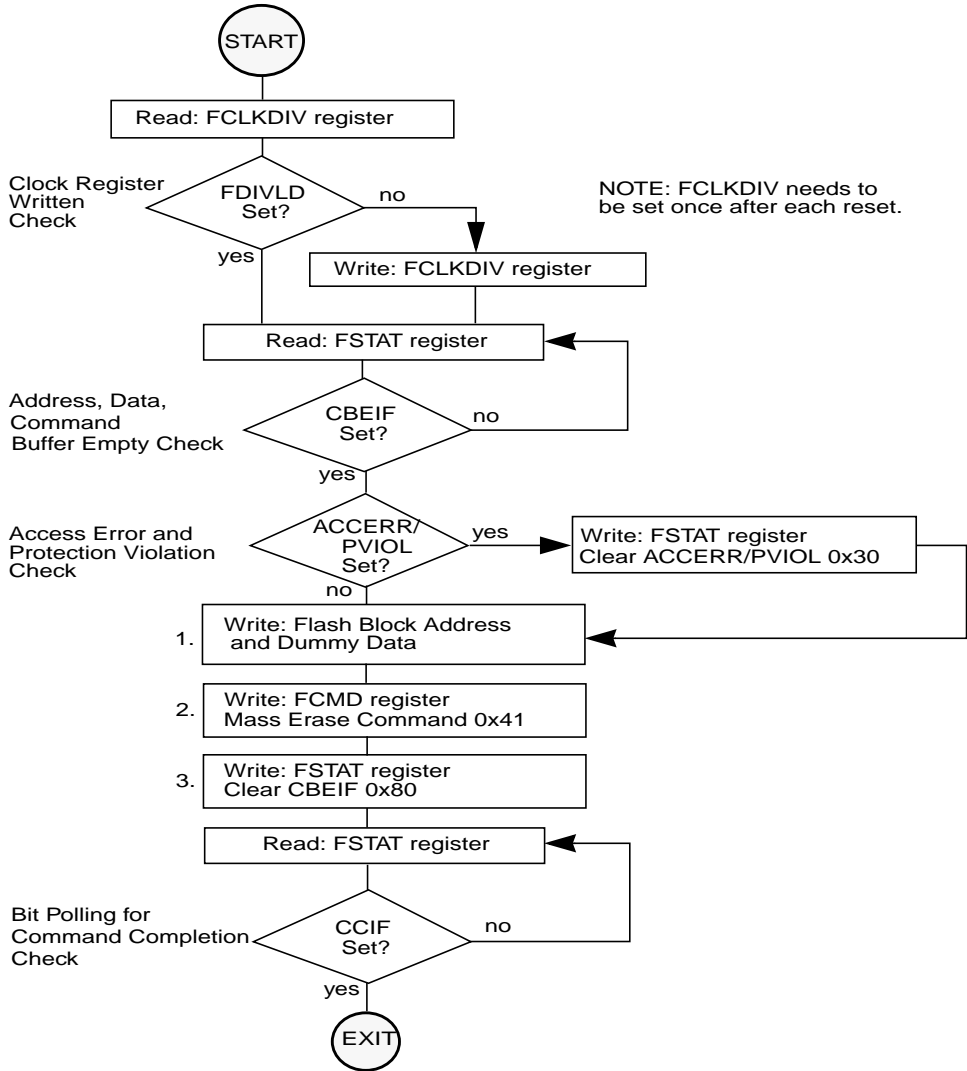 START
Read: FCLKDIV register
Clock Register
Written
Check
FDIVLD
Set?
no
yes
NOTE: FCLKDIV needs to
be set once after each reset.
Write: FCLKDIV register
Read: FSTAT register
Address, Data,
Command
Buffer Empty Check
CBEIF
Set?
no
yes
Access Error and
Protection Violation
Check
ACCERR/
PVIOL
Set?
yes
no
Write: FSTAT register
Clear ACCERR/PVIOL 0x30
1.
Write: Flash Block Address
and Dummy Data
2.
Write: FCMD register
Mass Erase Command 0x41
3.
Write: FSTAT register
Clear CBEIF 0x80
Read: FSTAT register
Bit Polling for
Command Completion
Check
CCIF
Set?
no
yes
EXIT